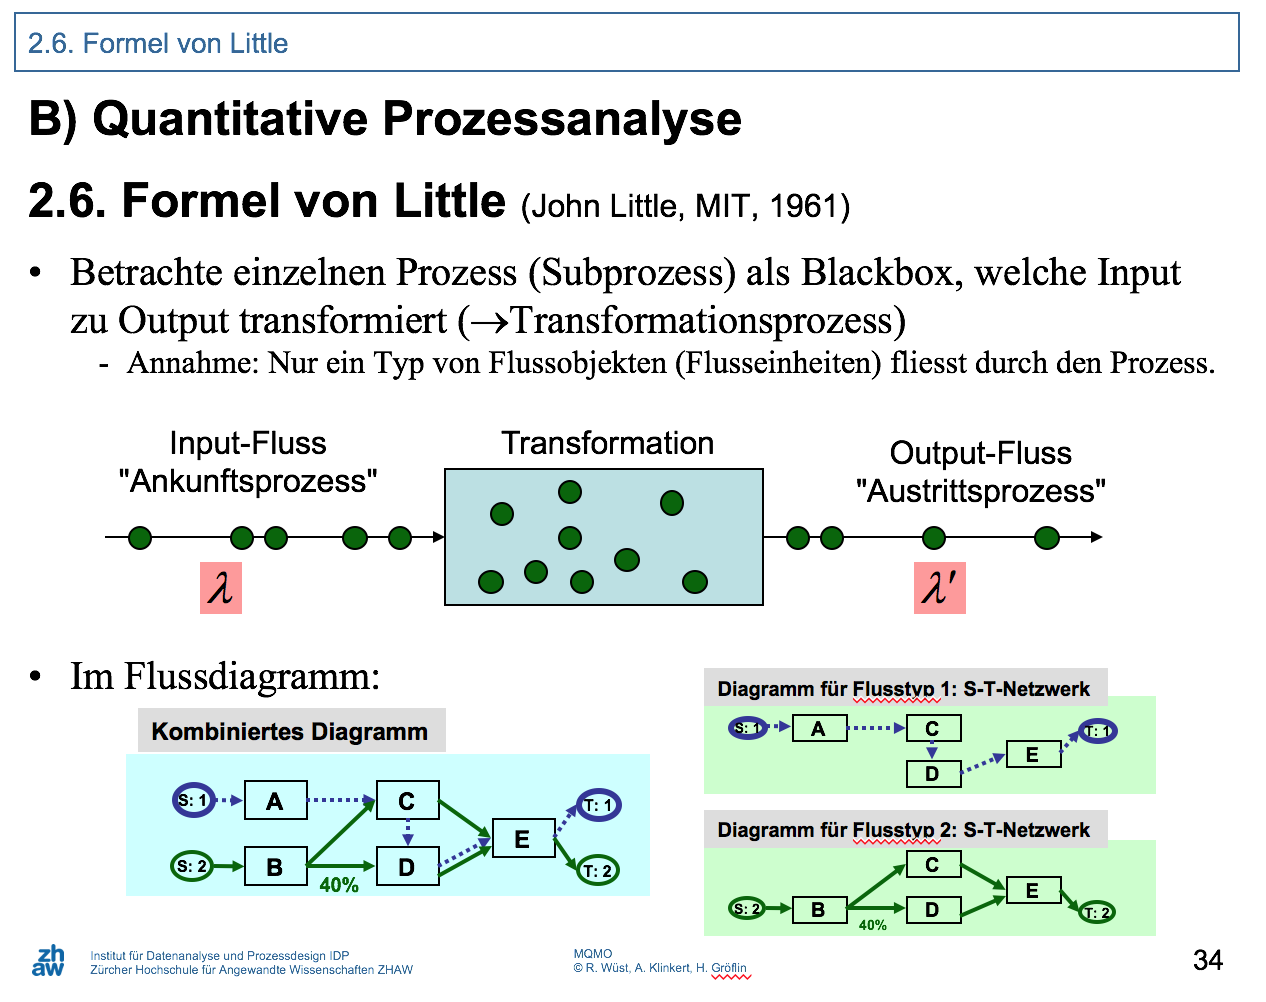 2.6. Formel von Little
B) Quantitative Prozessanalyse
2.6. Formel von Little (John Little, MIT, 1961)
• Betrachte einzelnen Prozess (Subprozess) als Blackbox, welche Input
zu Output transformiert (→Transformationsprozess)
- Annahme: Nur ein Typ von Flussobjekten (Flusseinheiten) fliesst durch den Prozess.
Input-Fluss
"Ankunftsprozess"
Transformation
Output-Fluss
"Austrittsprozess"
λ
λ'
• Im Flussdiagramm:
Kombiniertes Diagramm
S: 1
A
C
T: 1
E
S: 2
B
D
T: 2
40%
Diagramm für Flusstyp 1: S-T-Netzwerk
S: 1
A
C
T: 1
E
D
Diagramm für Flusstyp 2: S-T-Netzwerk
C
E
S: 2
B
D
T: 2
40%
zh
aw
Institut für Datenanalyse und Prozessdesign IDP
Zürcher Hochschule für Angewandte Wissenschaften ZHAW
MQMO
© R. Wüst, A. Klinkert, H. Gröflin
34